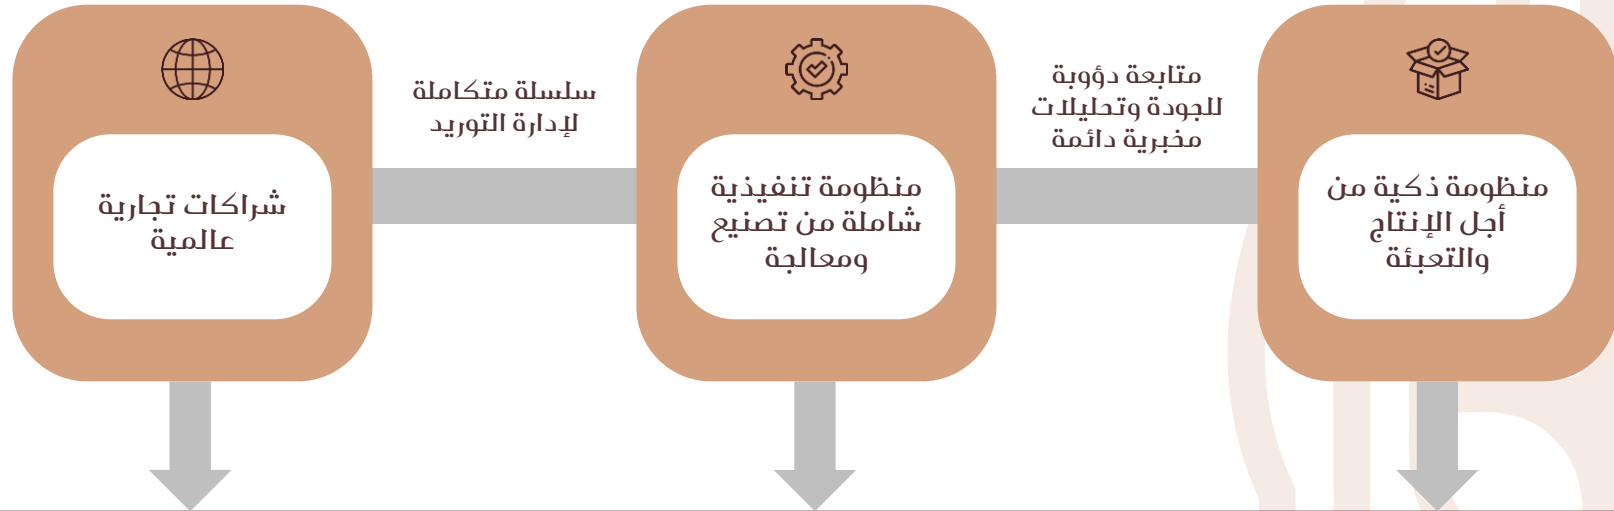 منظومة ذكية من
أجل الإنتاج
والتعبئة
متابعة دؤوبة
للجودة وتحليلات
مخبرية دائمة
منظومة تنفيذية
شاملة من تصنيع
ومعالجة
سلسلة متكاملة
لإدارة التوريد
شراكات تجارية
عالمية